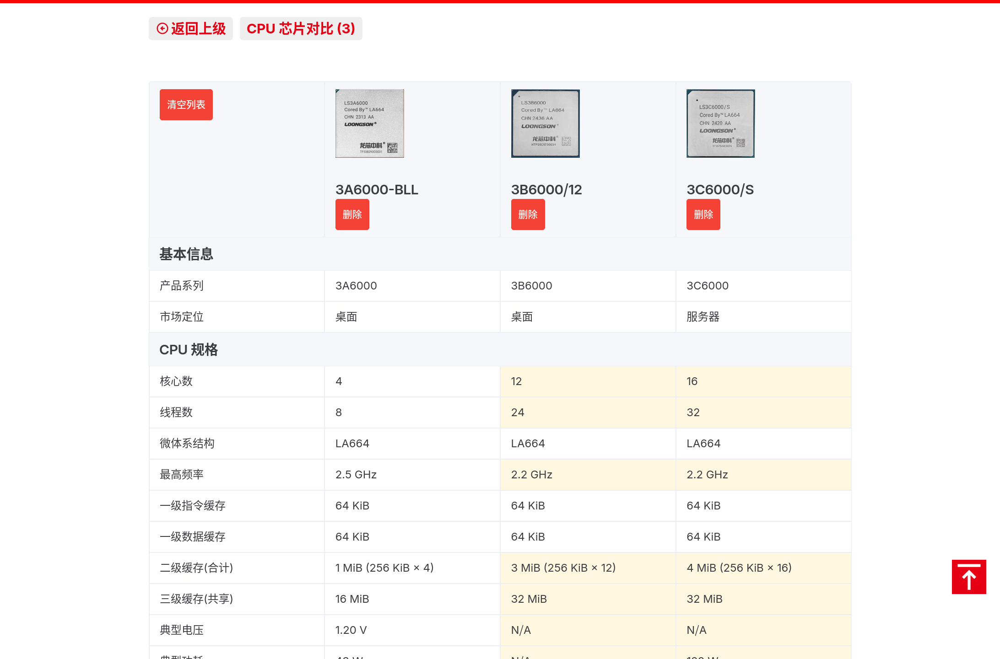 返回上级 CPU 芯片对比 (3)
清空列表
LS3A6000
Cored By™ LA664
CHN 2313 AA
LOONGSON®
龙芯中科®
TF538293C0031
LS3B6000
Cored By™ LA664
CHN 2436 AA
LOONGSON®
龙芯中科®
HTP35C5730034
LS3C6000/S
Cored By™ LA664
CHN 2420 AA
LOONGSON®
龙芯中科®
3A6000-BLL 3B6000/12 3C6000/S
删除 删除 删除
基本信息
产品系列 3A6000 3B6000 3C6000
市场定位 桌面 桌面 服务器
CPU 规格
核心数 4 12 16
线程数 8 24 32
微体系结构 LA664 LA664 LA664
最高频率 2.5 GHz 2.2 GHz 2.2 GHz
一级指令缓存 64 KiB 64 KiB 64 KiB
一级数据缓存 64 KiB 64 KiB 64 KiB
二级缓存(合计) 1 MiB (256 KiB × 4) 3 MiB (256 KiB × 12) 4 MiB (256 KiB × 16)
三级缓存(共享) 16 MiB 32 MiB 32 MiB
典型电压 1.20 V N/A N/A